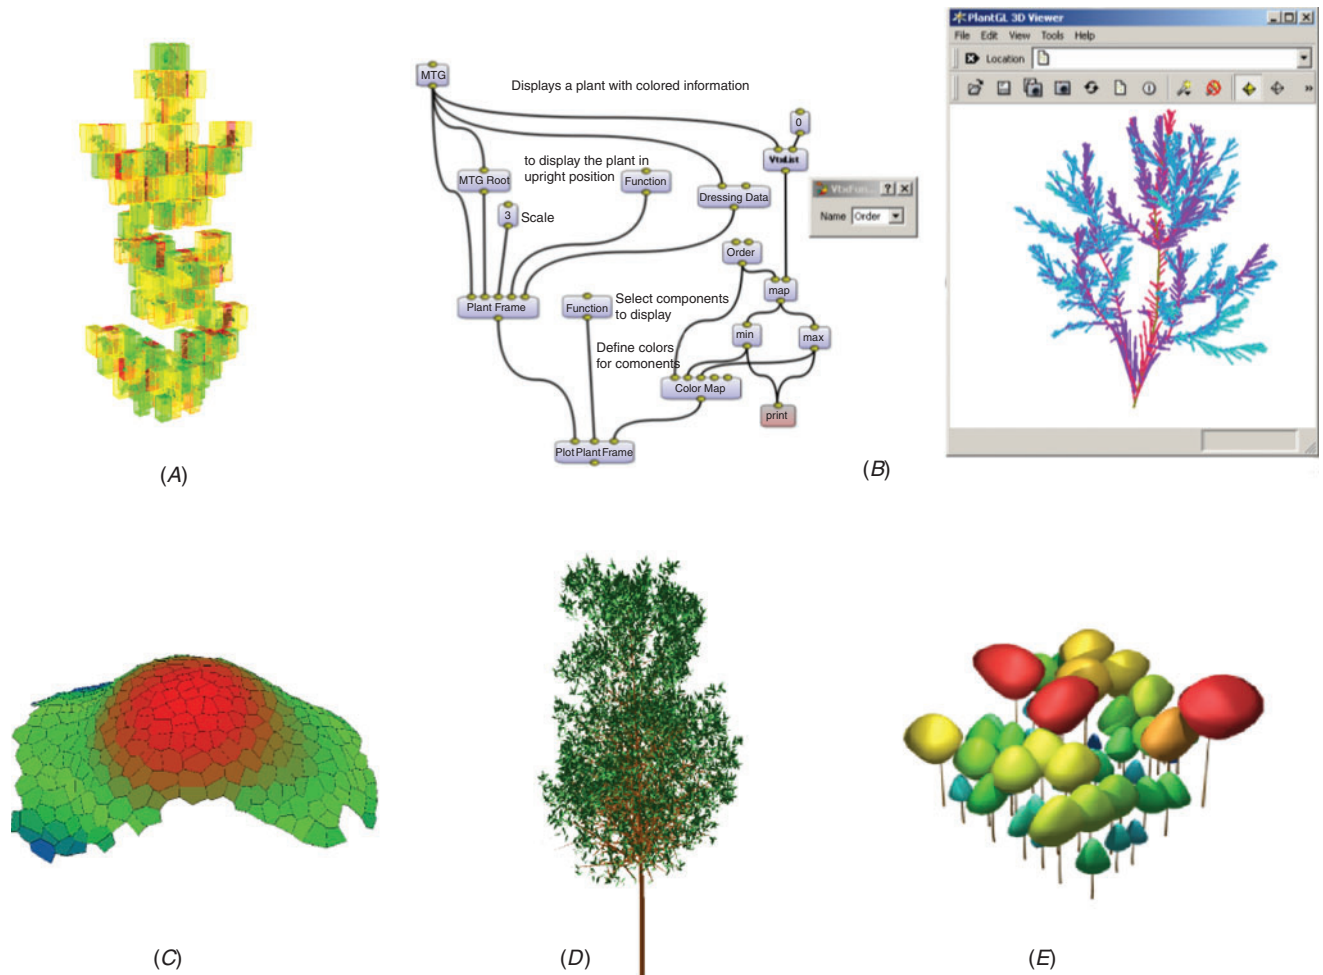 PlantGL 3D Viewer
File Edit View Tools Help
Location
MTG
Displays a plant with colored information
0
VtxList
to display the plant in
upright position
MTG Root
Function
Dressing Data
VtxFun...
Name Order
3 Scale
Order
map
Plant Frame
Function
Select components
to display
min
max
Define colors
for comonents
Color Map
print
Plot Plant Frame
(A)
(B)
(C)
(D)
(E)